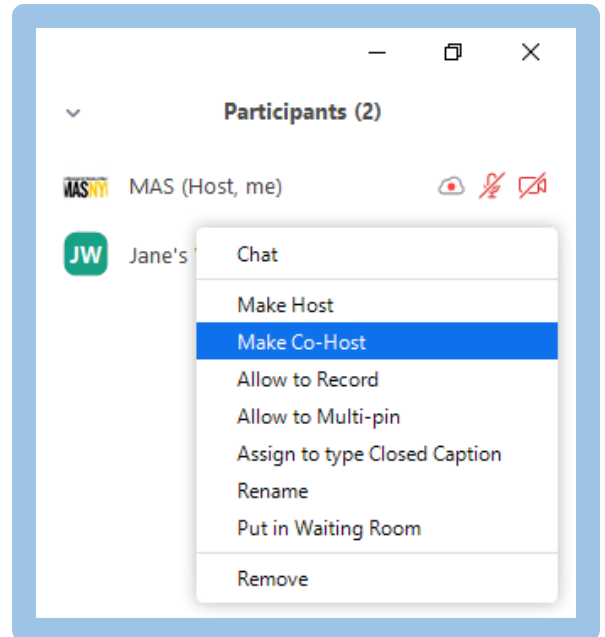 Participants (2)
MASNY MAS (Host, me)
JW Jane's
Chat
Make Host
Make Co-Host
Allow to Record
Allow to Multi-pin
Assign to type Closed Caption
Rename
Put in Waiting Room
Remove